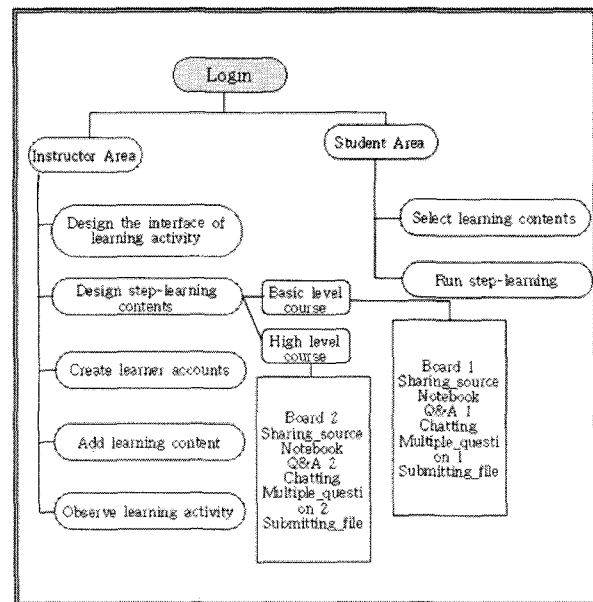 Login
Instructor Area
Student Area
Design the interface of
learning activity
Select learning contents
Design step-learning
contents
Basic level
course
Run step-learning
High level
course
Create learner accounts
Board 1
Sharing_source
Notebook
Q&A 1
Chatting
Multiple_questi
on 1
Submitting_file
Add learning content
Board 2
Sharing_source
Notebook
Q&A 2
Chatting
Multiple_questi
on 2
Submitting_file
Observe learning activity